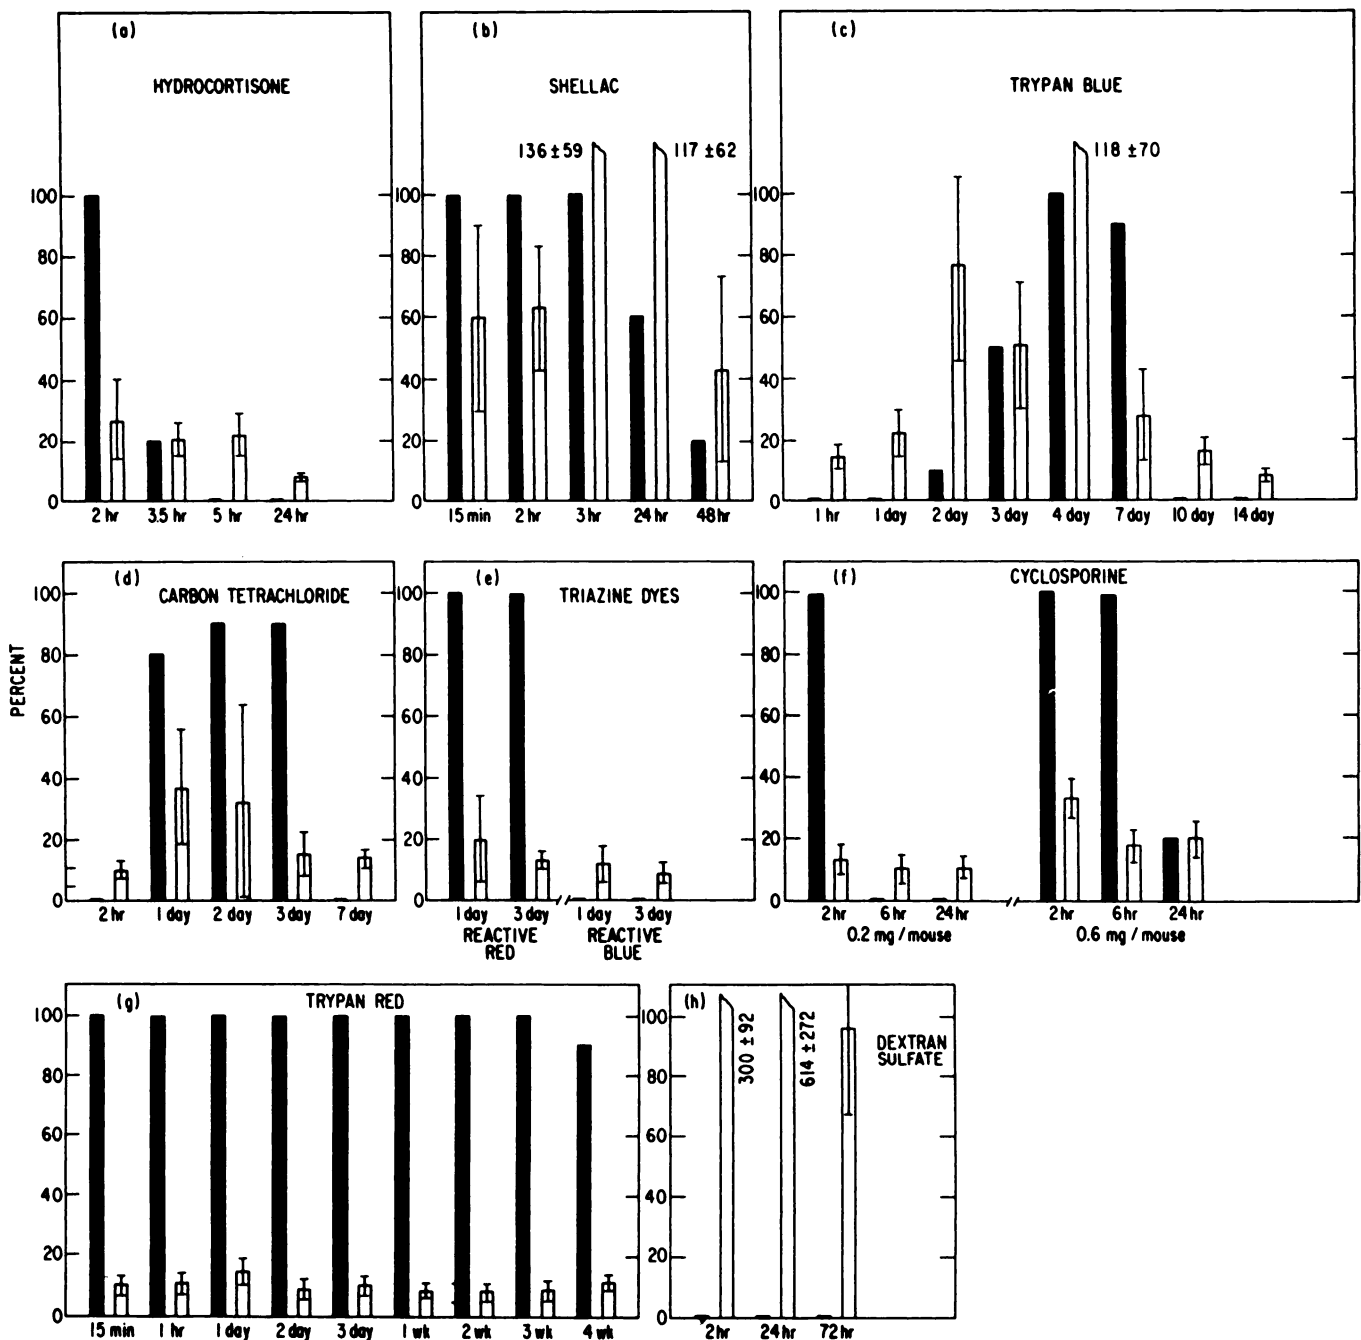 (a)
HYDROCORTISONE
100
80
60
40
20
0
2 hr 3.5 hr 5 hr 24 hr
(b)
SHELLAC
136 ±59 117 ±62
100
80
60
40
20
0
15 min 2 hr 3 hr 24 hr 48 hr
(c)
TRYPAN BLUE
118 ±70
100
80
60
40
20
0
1 hr 1 day 2 day 3 day 4 day 7 day 10 day 14 day
PERCENT
(d)
CARBON TETRACHLORIDE
100
80
60
40
20
0
2 hr 1 day 2 day 3 day 7 day
(e)
TRIAZINE DYES
100
80
60
40
20
0
1 day 3 day 1 day 3 day
REACTIVE RED
REACTIVE BLUE
(f)
CYCLOSPORINE
100
80
60
40
20
0
2 hr 6 hr 24 hr 2 hr 6 hr 24 hr
0.2 mg / mouse 0.6 mg / mouse
(g)
TRYPAN RED
100
80
60
40
20
0
15 min 1 hr 1 day 2 day 3 day 1 wk 2 wk 3 wk 4 wk
(h)
300 ± 92
614 ± 272
DEXTRAN
SULFATE
100
80
60
40
20
0
2 hr 24 hr 72 hr